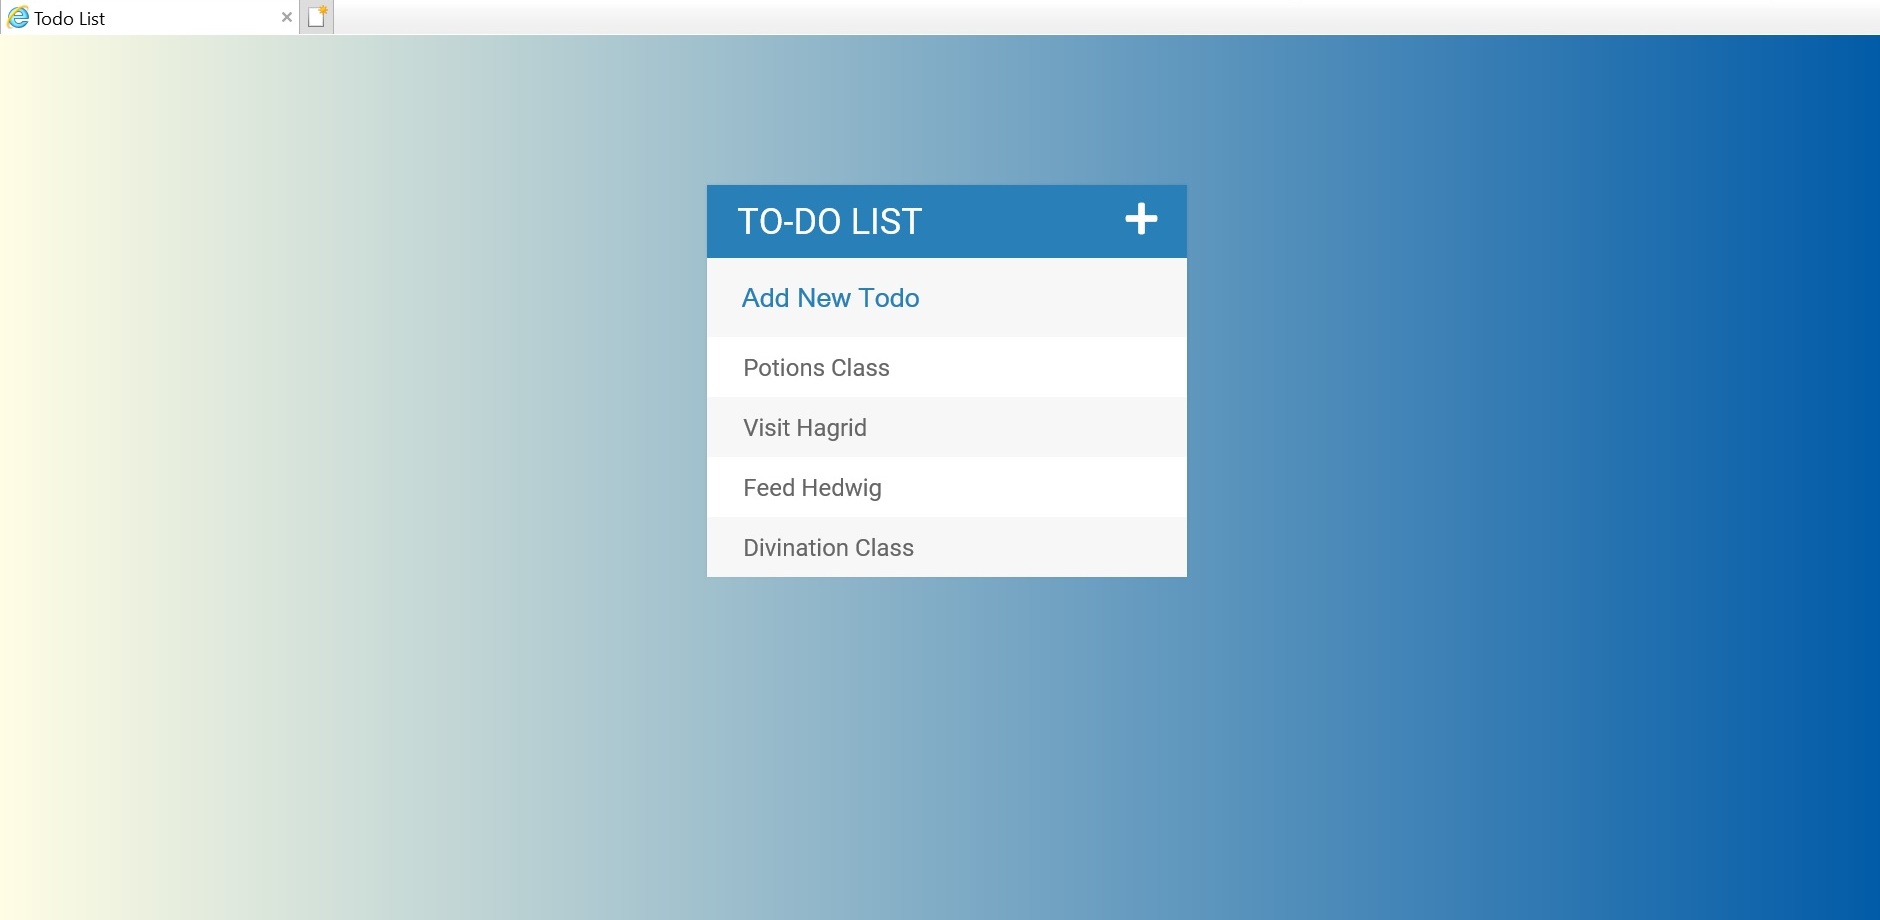 Todo List
TO-DO LIST
Add New Todo
Potions Class
Visit Hagrid
Feed Hedwig
Divination Class